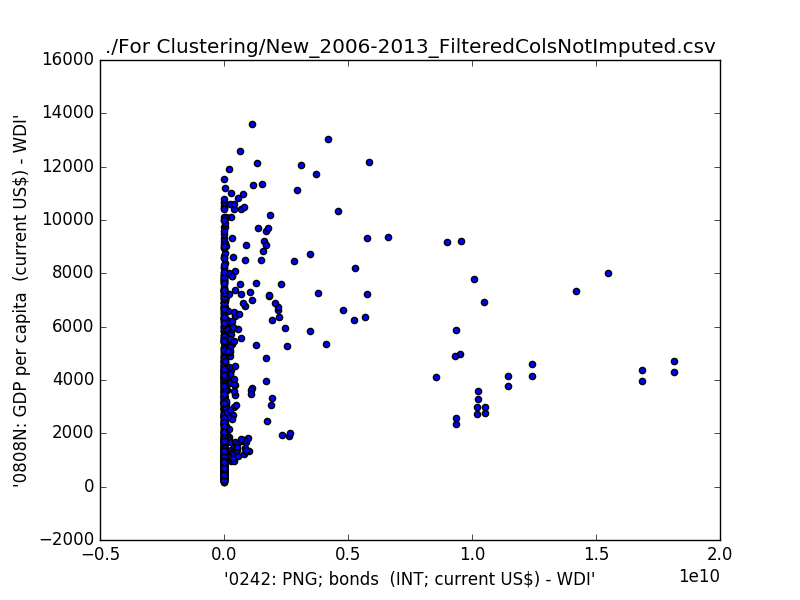 ./For Clustering/New_2006-2013_FilteredColsNotImputed.csv
16000
14000
12000
10000
8000
6000
4000
2000
0
−2000
'0808N: GDP per capita  (current US$) - WDI'
−0.5 0.0 0.5 1.0 1.5 2.0
1e10
'0242: PNG; bonds  (INT; current US$) - WDI'